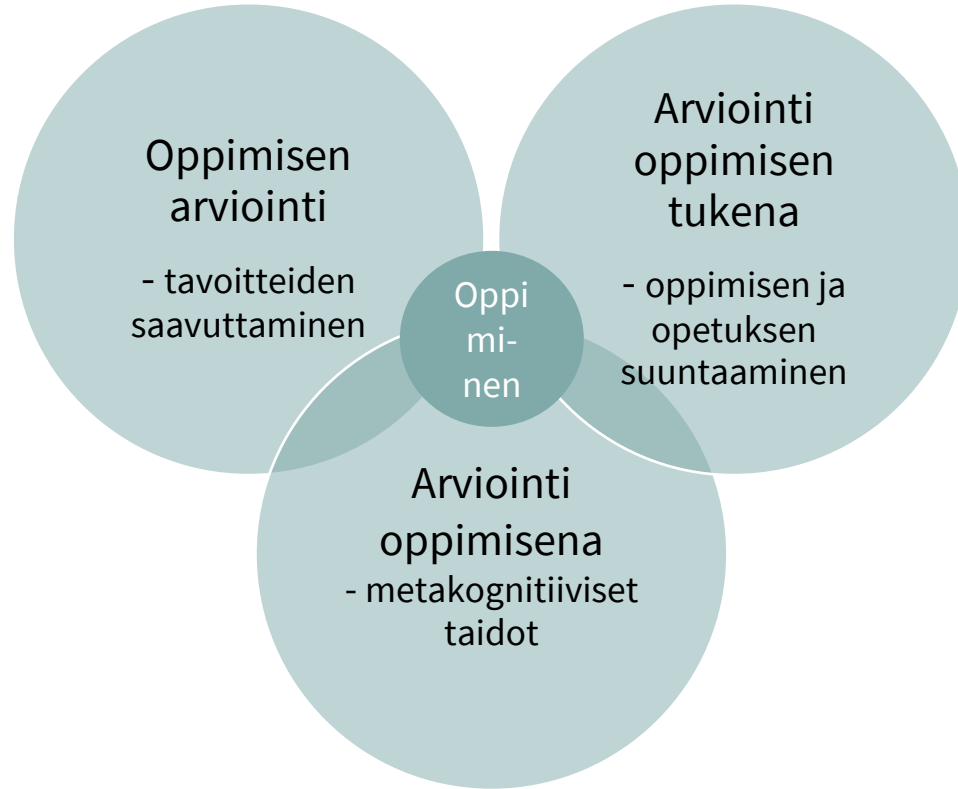 Oppimisen
arviointi
- tavoitteiden
saavuttaminen
Arviointi
oppimisen
tukena
- oppimisen ja
opetuksen
suuntaaminen
Oppi
mi-
nen
Arviointi
oppimisena
- metakognitiiviset
taidot